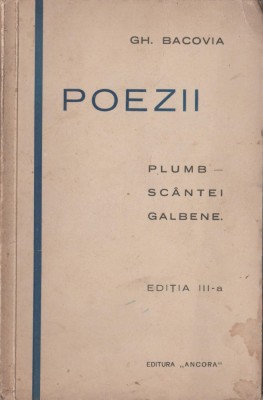 GH. BACOVIA
POEZII
PLUMB –
SCÂNTEI
GALBENE.
EDIȚIA III-a
EDITURA „ANCORA"